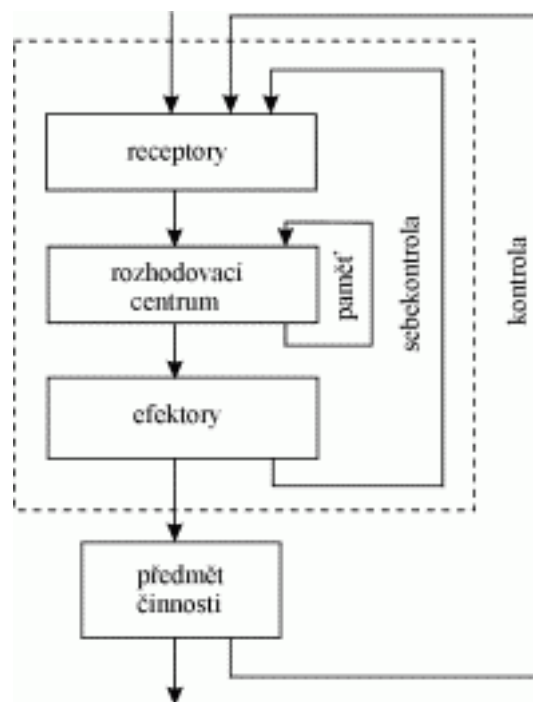 receptory
rozhodovací
centrum
paměť
sebekontrola
kontrola
efektory
předmět
činnosti